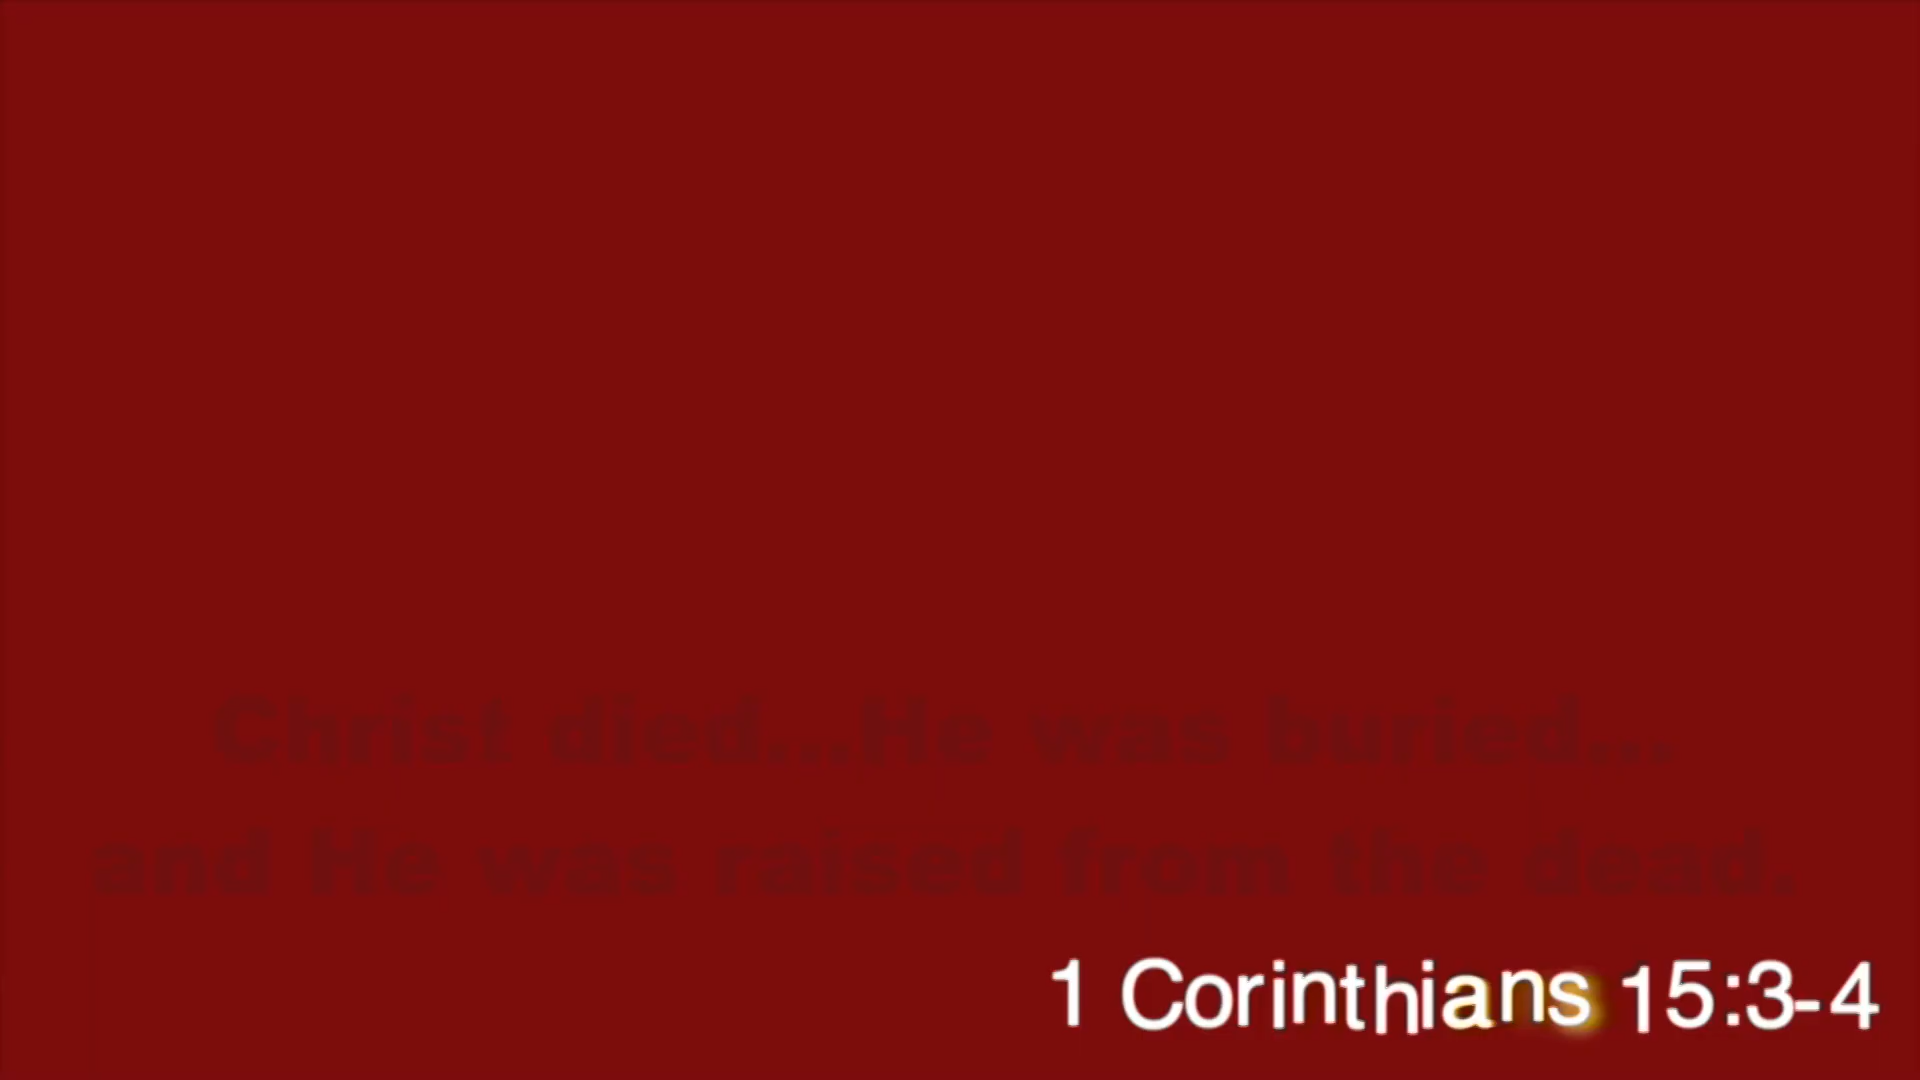 Christ died...He was buried...
and He was raised from the dead.
1 Corinthians 15:3-4